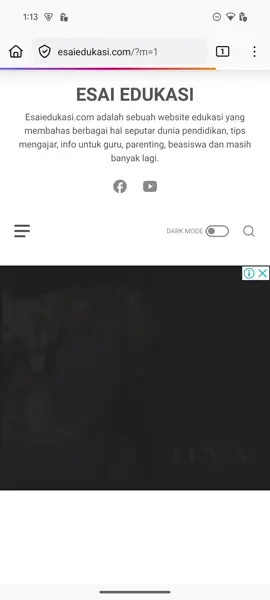 1:13
esaiedukasi.com/?m=1
1
ESAI EDUKASI
Esaiedukasi.com adalah sebuah website edukasi yang
membahas berbagai hal seputar dunia pendidikan, tips
mengajar, info untuk guru, parenting, beasiswa dan masih
banyak lagi.
DARK MODE